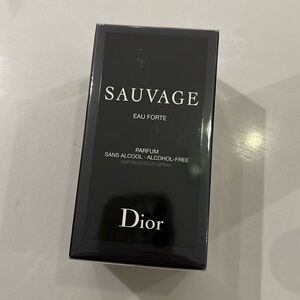 SAUVAGE
EAU FORTE
PARFUM
SANS ALCOOL - ALCOHOL-FREE
VAPORISATEUR SPRAY
Dior